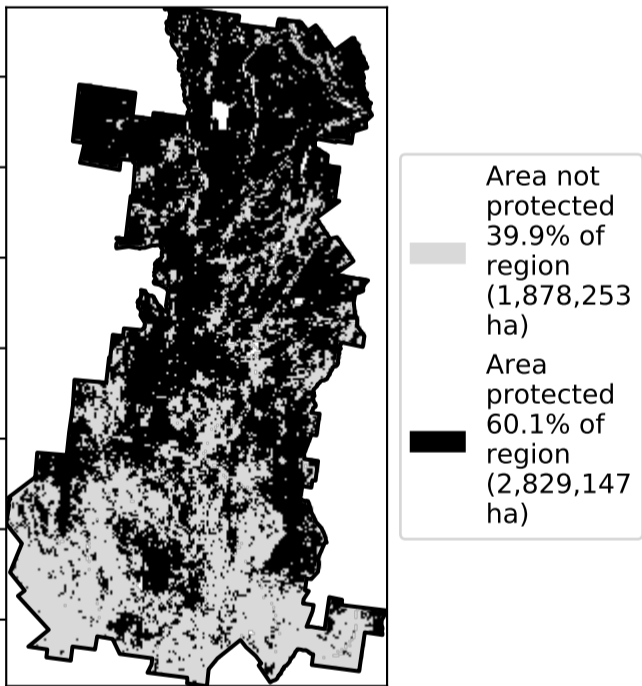 Area not
protected
39.9% of
region
(1,878,253
ha)
Area
protected
60.1% of
region
(2,829,147
ha)